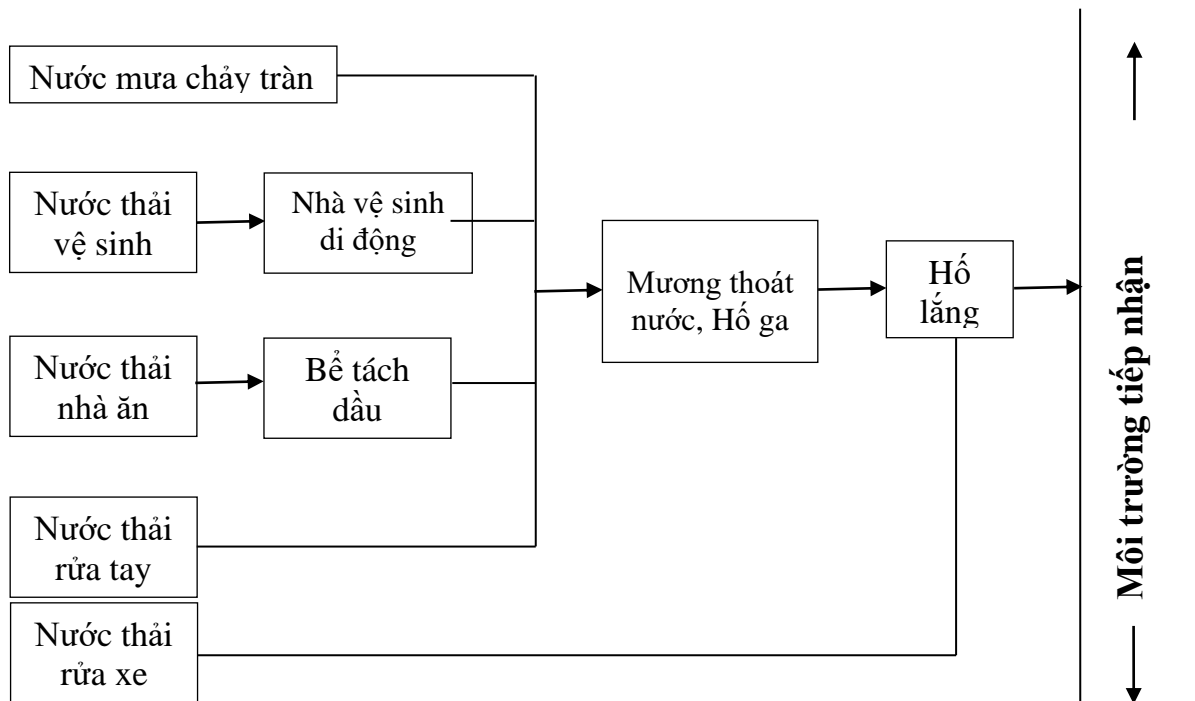 Nước mưa chảy tràn
Nước thải
vệ sinh
Nhà vệ sinh
di động
Nước thải
nhà ăn
Bể tách
dầu
Mương thoát
nước, Hố ga
Hố
lắng
Nước thải
rửa tay
Nước thải
rửa xe
Môi trường tiếp nhận